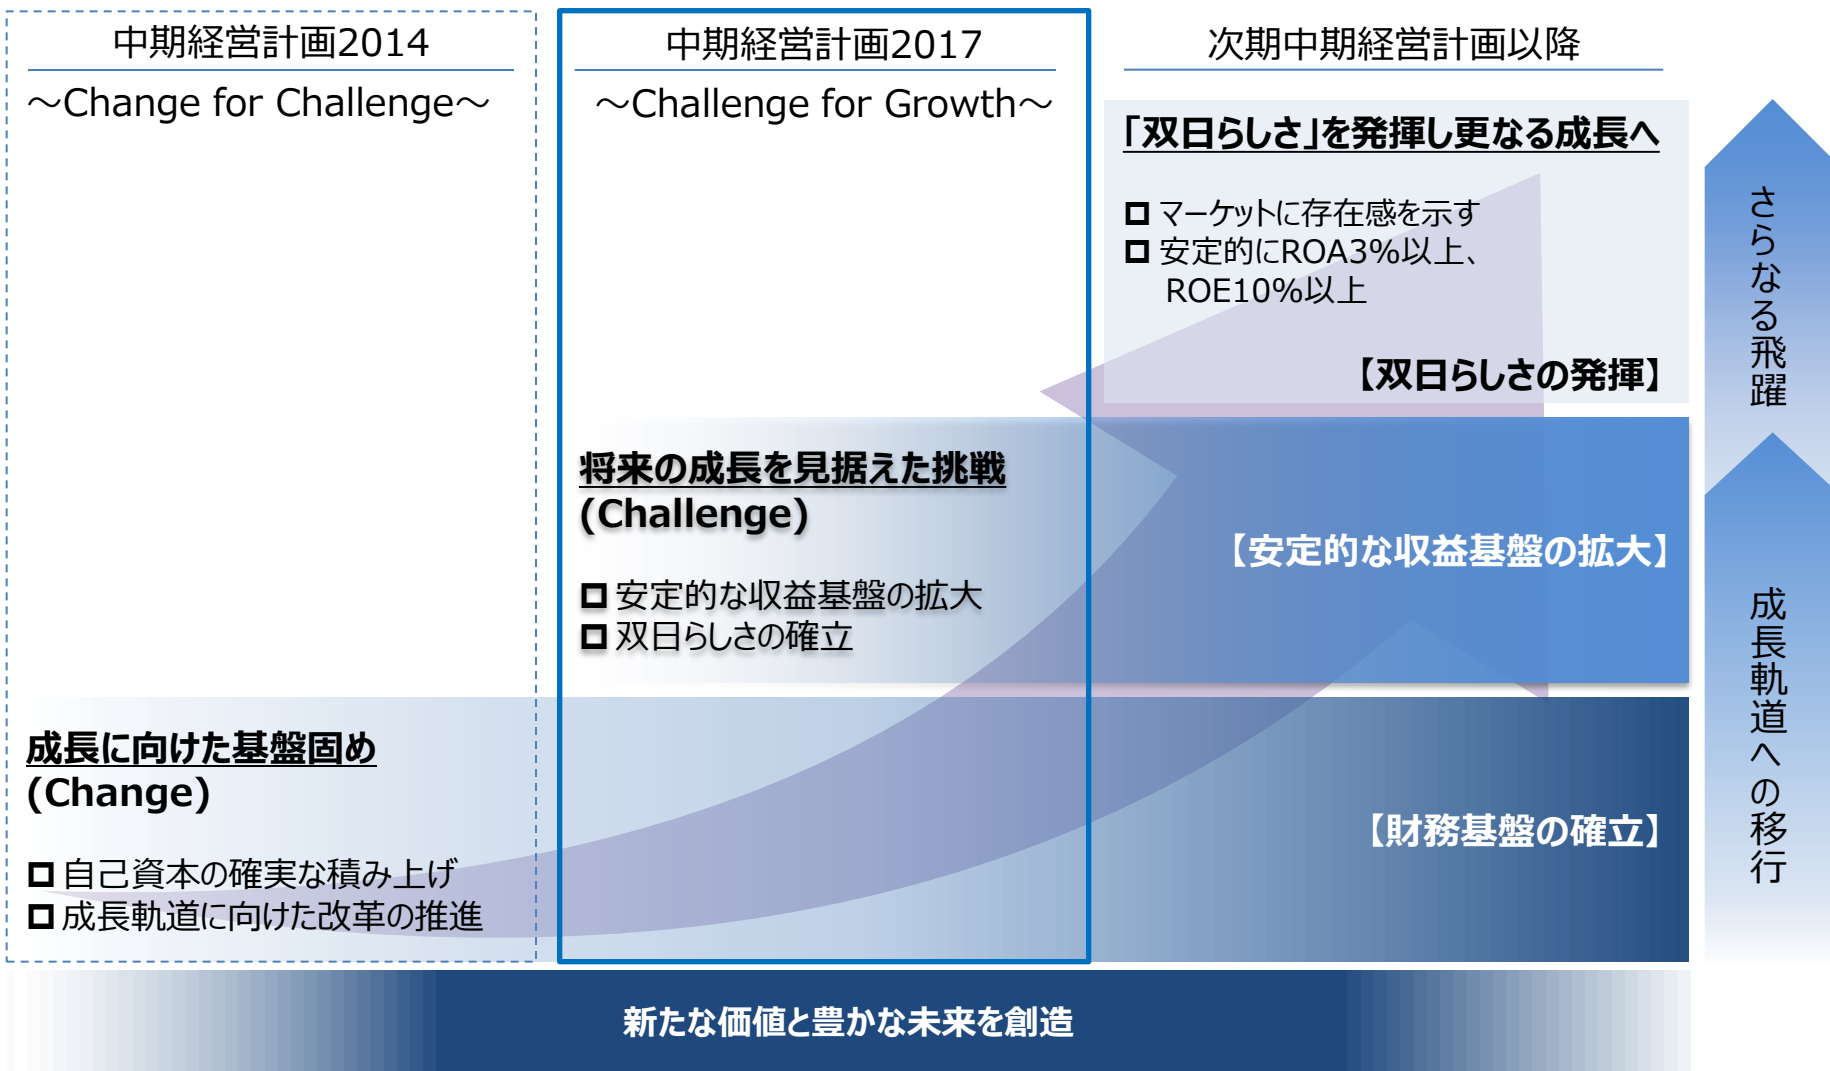 中期経営計画2014
～Change for Challenge～
中期経営計画2017
～Challenge for Growth～
次期中期経営計画以降
「双日らしさ」を発揮し更なる成長へ
マーケットに存在感を示す
安定的にROA3%以上、
ROE10%以上
【双日らしさの発揮】
将来の成長を見据えた挑戦
(Challenge)
安定的な収益基盤の拡大
双日らしさの確立
【安定的な収益基盤の拡大】
成長に向けた基盤固め
(Change)
自己資本の確実な積み上げ
成長軌道に向けた改革の推進
【財務基盤の確立】
さらなる飛躍
成長軌道への移行
新たな価値と豊かな未来を創造